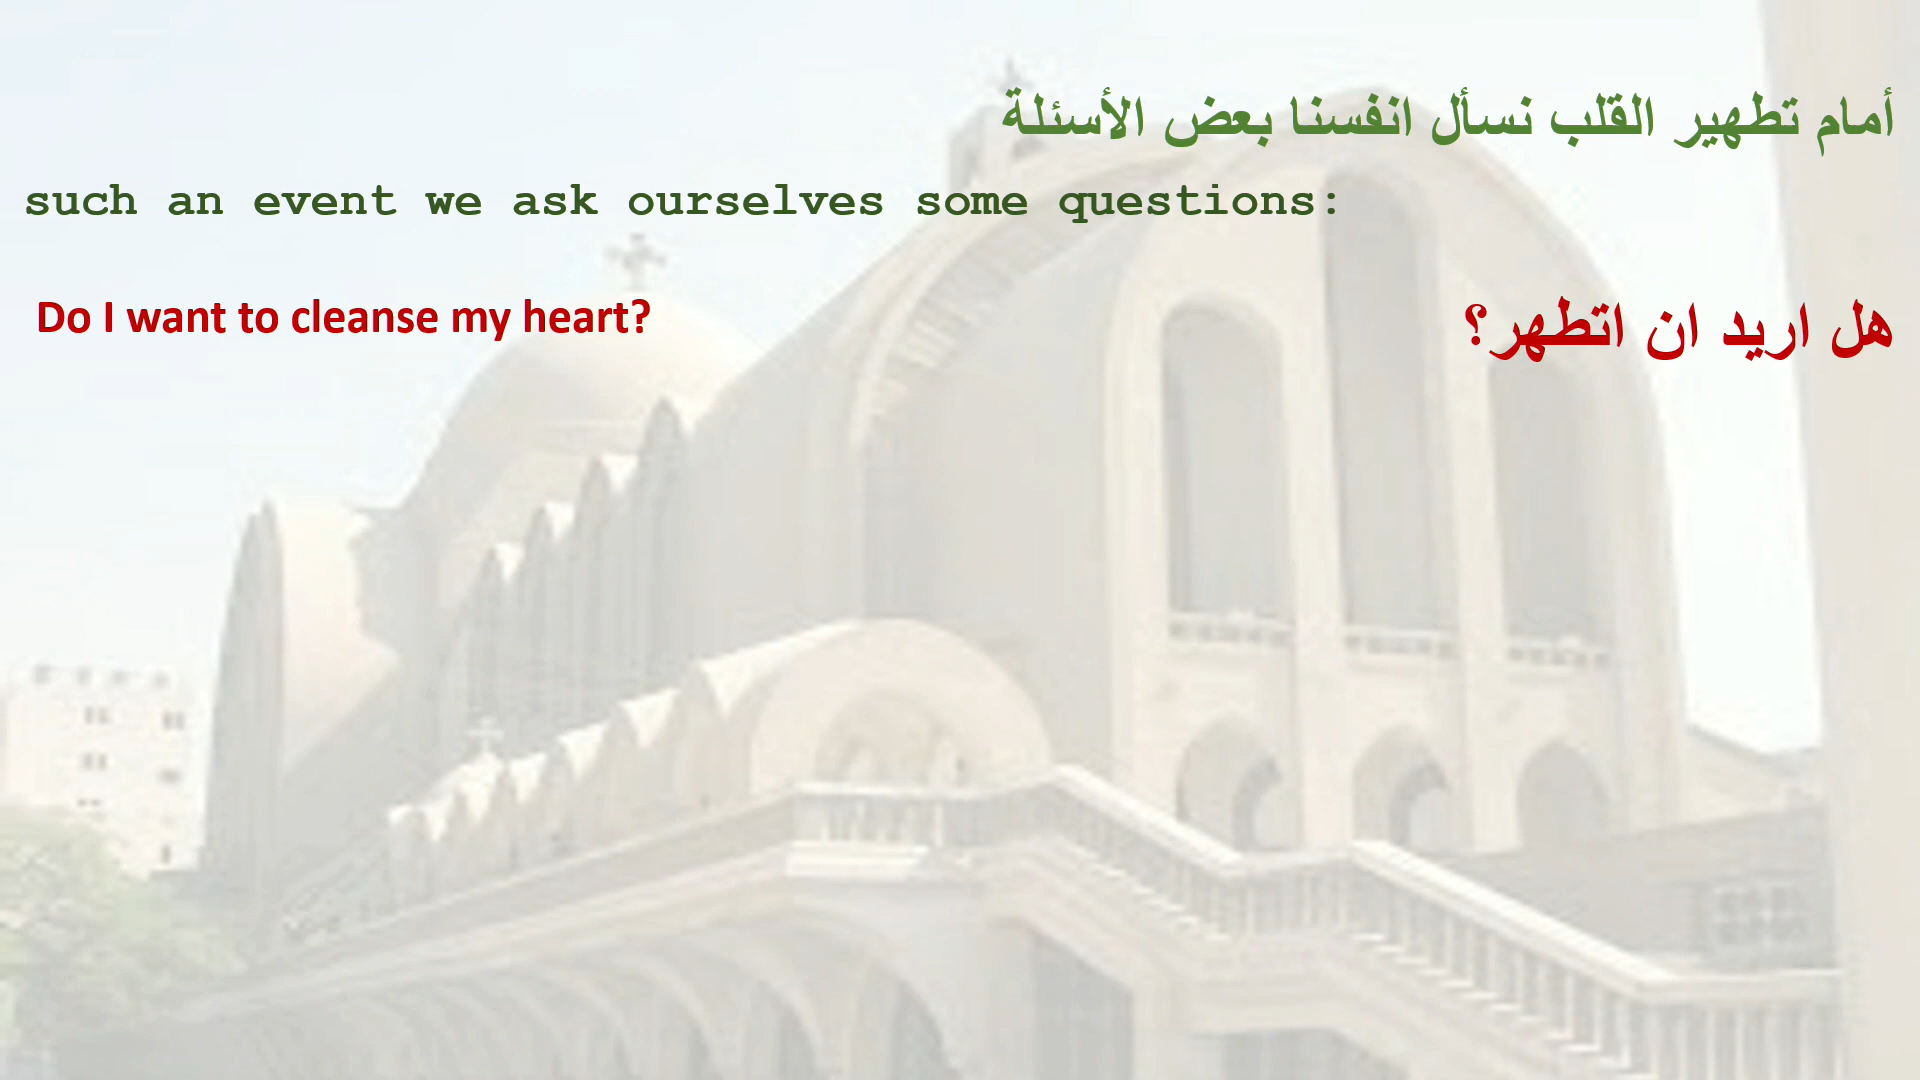 أمام تطهير القلب نسأل انفسنا بعض الأسئلة
such an event we ask ourselves some questions:
Do I want to cleanse my heart?
هل اريد ان اتطهر؟